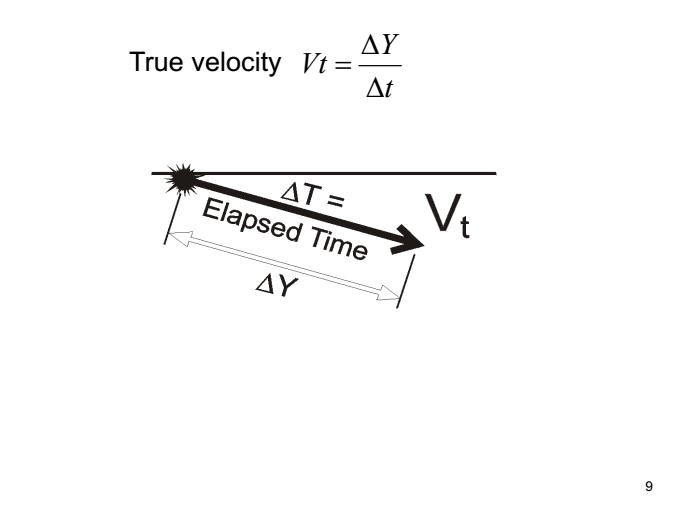 True velocity Vt = ΔY / Δt
ΔT =
Elapsed Time
Vt
ΔY
9